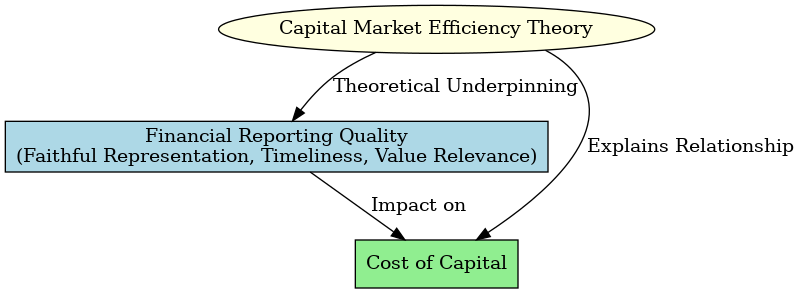 Capital Market Efficiency Theory
Theoretical Underpinning
Financial Reporting Quality
(Faithful Representation, Timeliness, Value Relevance)
Explains Relationship
Impact on
Cost of Capital